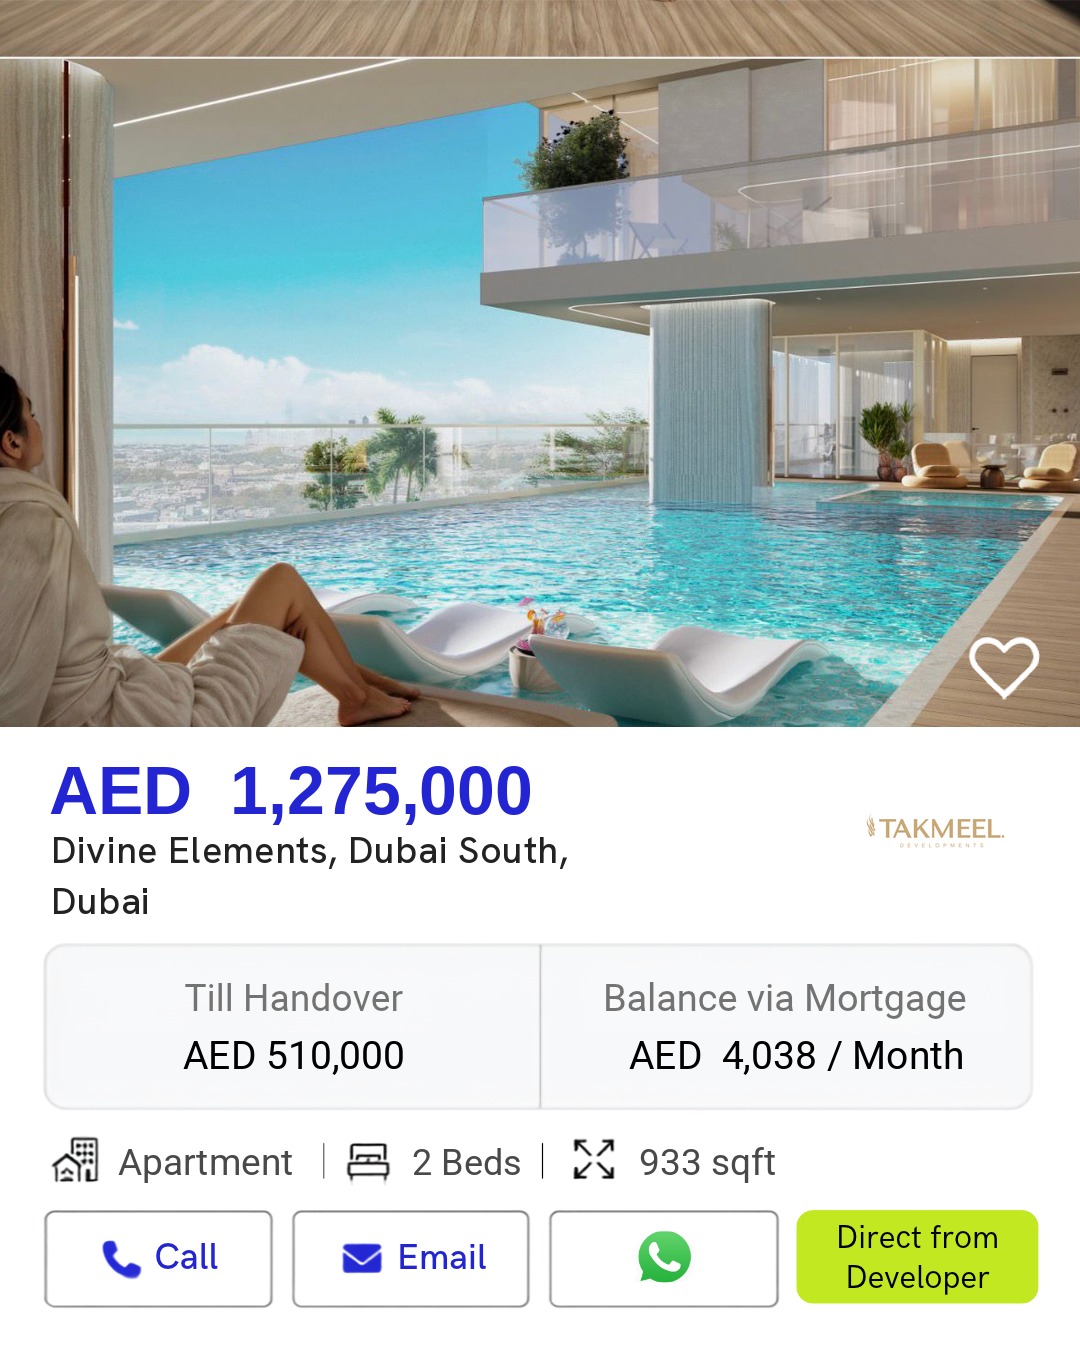 AED 1,275,000
Divine Elements, Dubai South,
Dubai
TAKMEEL.
DEVELOPMENTS
Till Handover
AED 510,000
Balance via Mortgage
AED 4,038 / Month
Apartment
2 Beds
933 sqft
Call
Email
Direct from
Developer